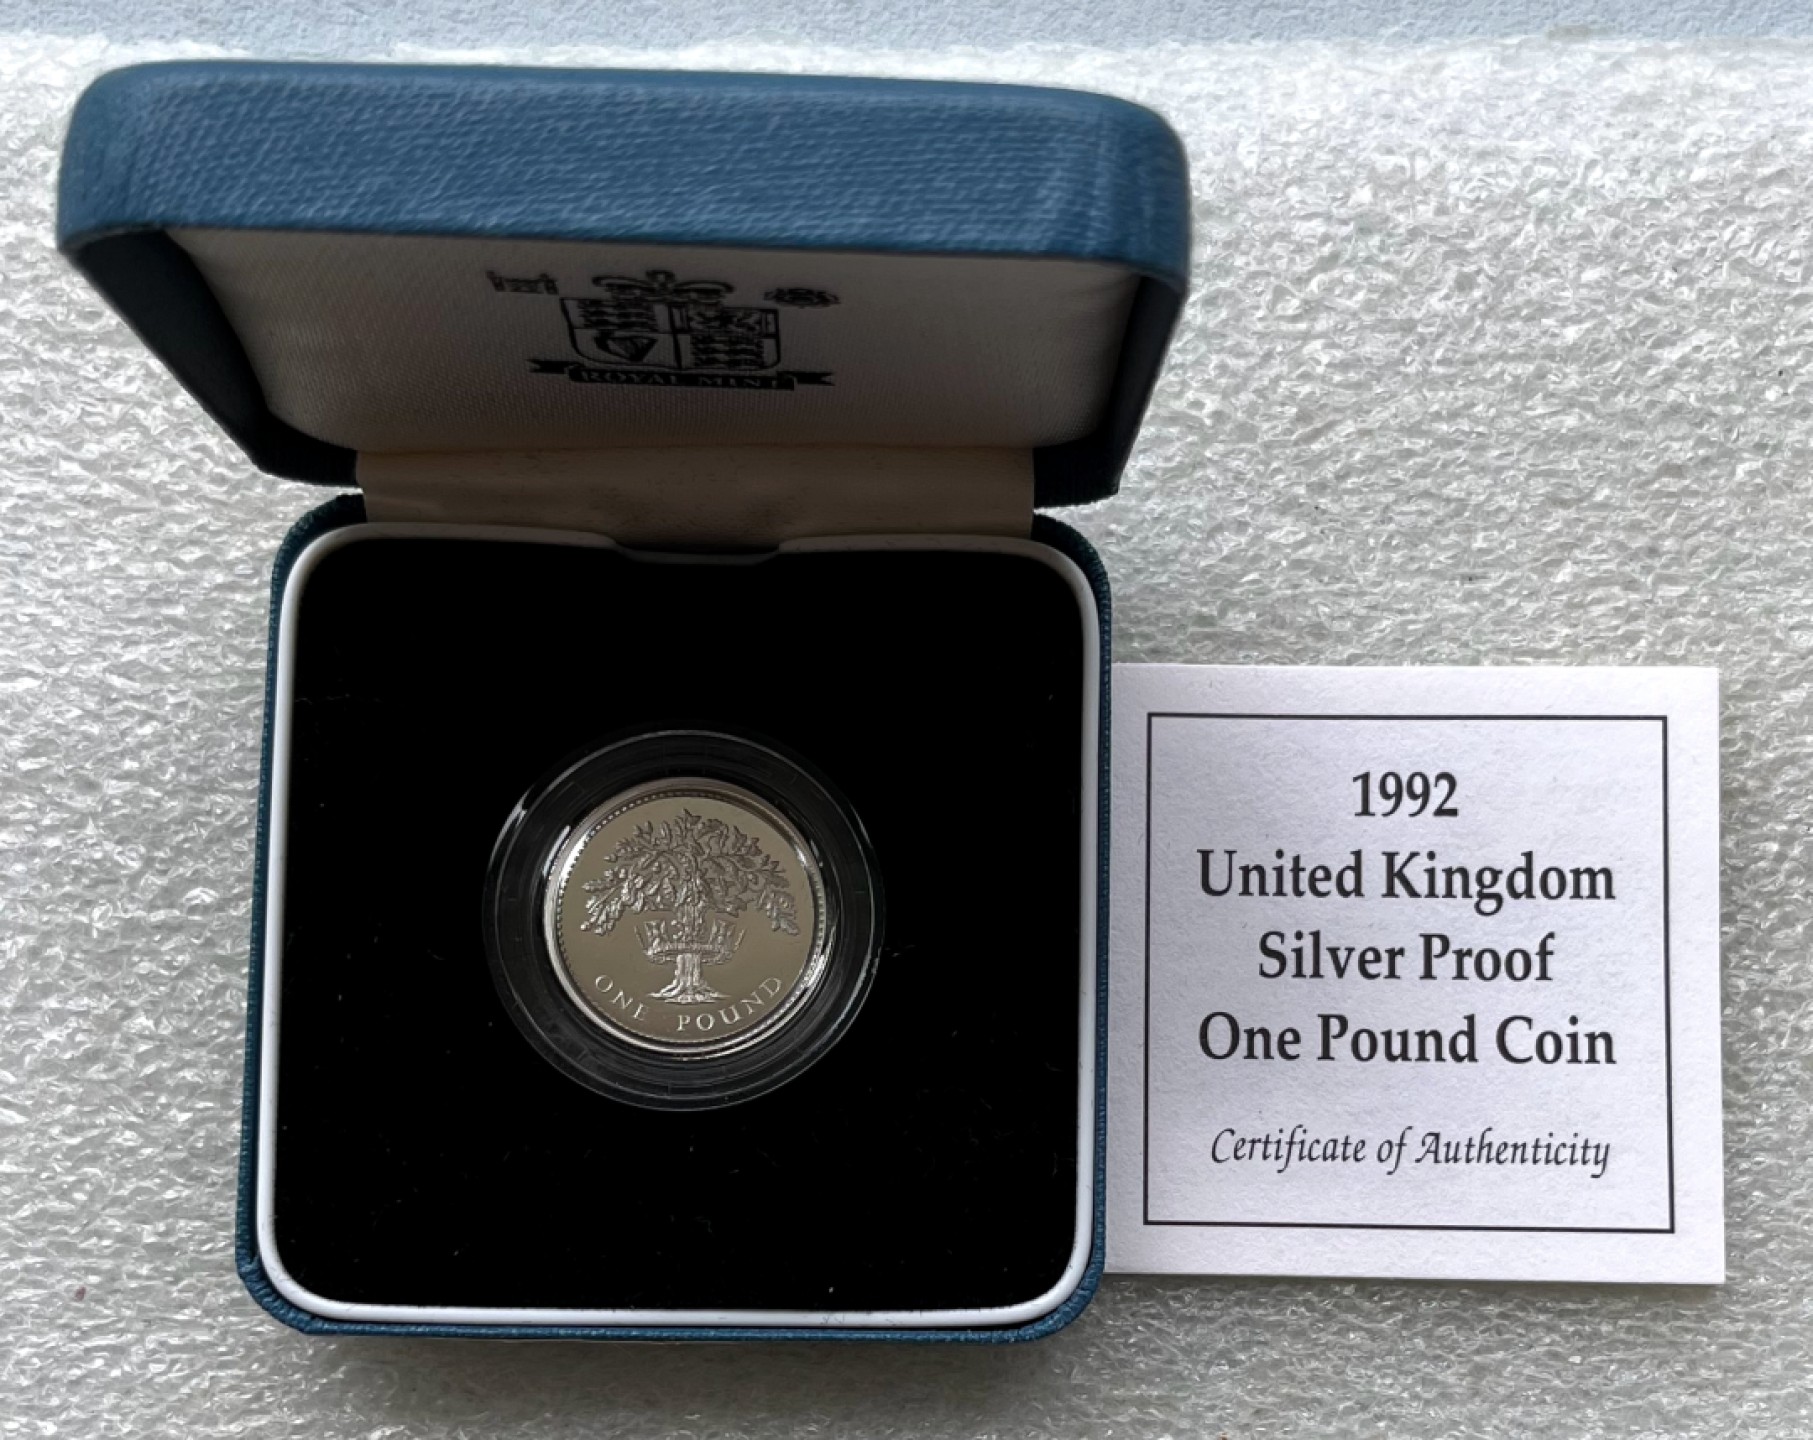 ROYAL MINT
ONE POUND
1992
United Kingdom
Silver Proof
One Pound Coin
Certificate of Authenticity